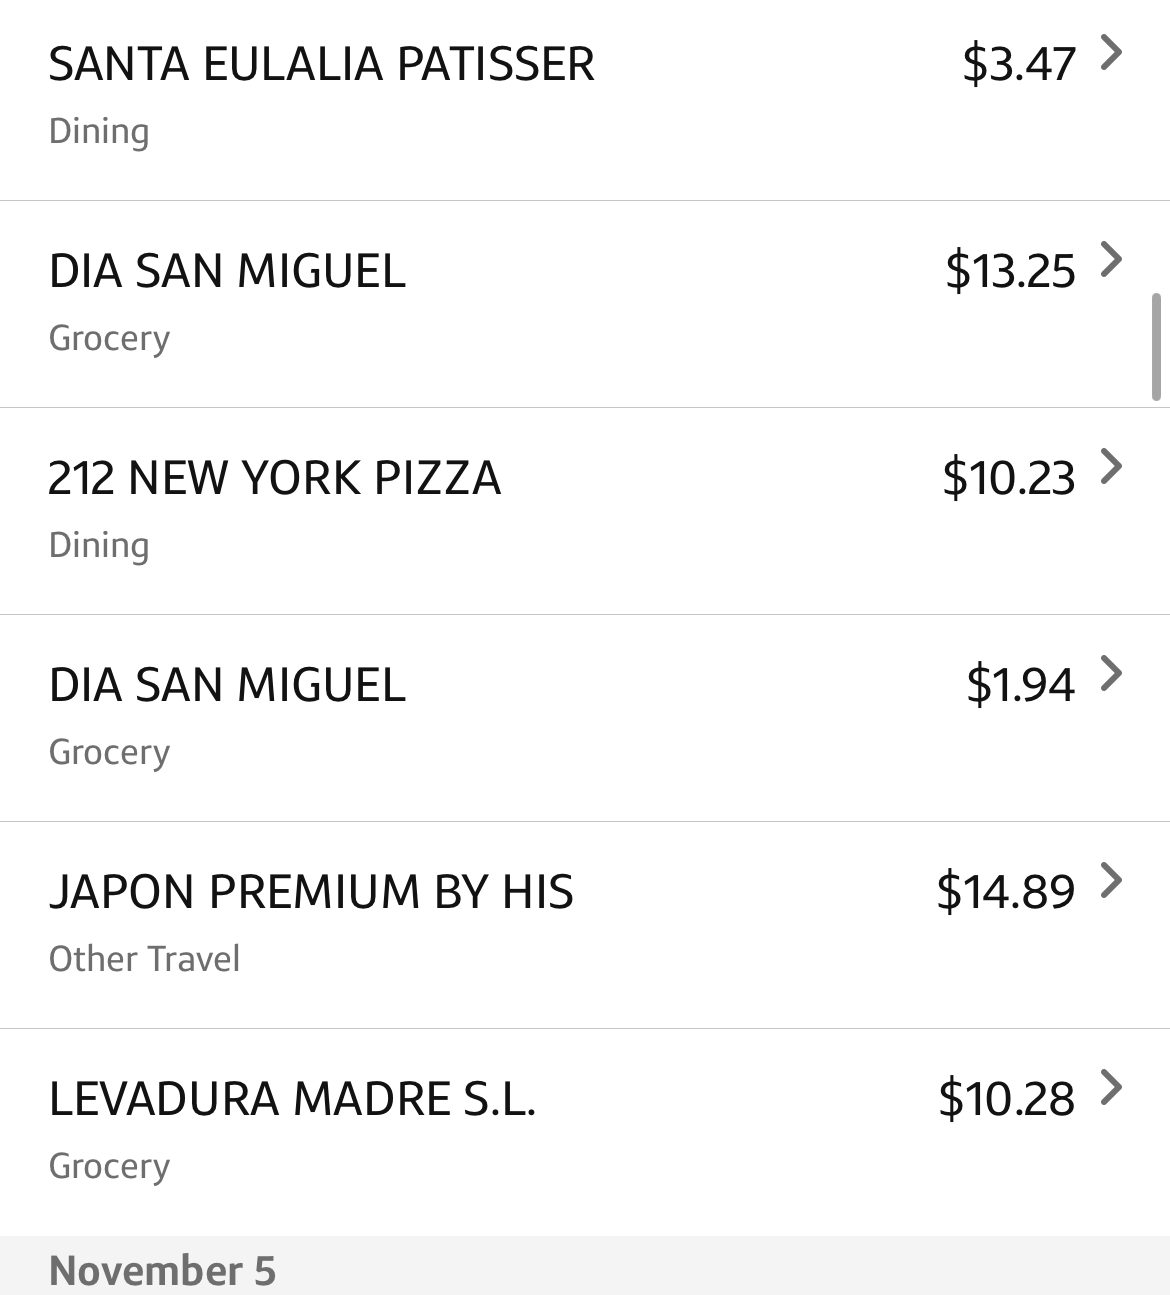 SANTA EULALIA PATISSER $3.47
Dining
DIA SAN MIGUEL $13.25
Grocery
212 NEW YORK PIZZA $10.23
Dining
DIA SAN MIGUEL $1.94
Grocery
JAPON PREMIUM BY HIS $14.89
Other Travel
LEVADURA MADRE S.L. $10.28
Grocery
November 5